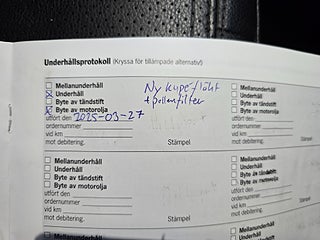 Underhållsprotokoll (Kryssa för tillämpade alternativ!)
Mellanunderhåll
Underhåll
Byte av tändstift
Byte av motorolja
utfört den 2025-03-27
ordernummer
vid km
mot debitering.
Stämpel
Ny kupéfläkt
+ pollenfilter
Mellanunderhåll
Underhåll
Byte av tändstift
Byte av motorolja
utfört den
ordernummer
vid km
mot debitering.
Stämpel
Mellanunderhåll
Underhåll
Byte av tändstift
Byte av motorolja
utfört den
ordernummer
vid km
mot debitering.
Stämpel
Mellanunderhåll
Underhåll
Byte av tändstift
Byte av motorolja
utfört den
ordernummer
vid km
mot debitering.
Stämpel
Mellanunderhåll